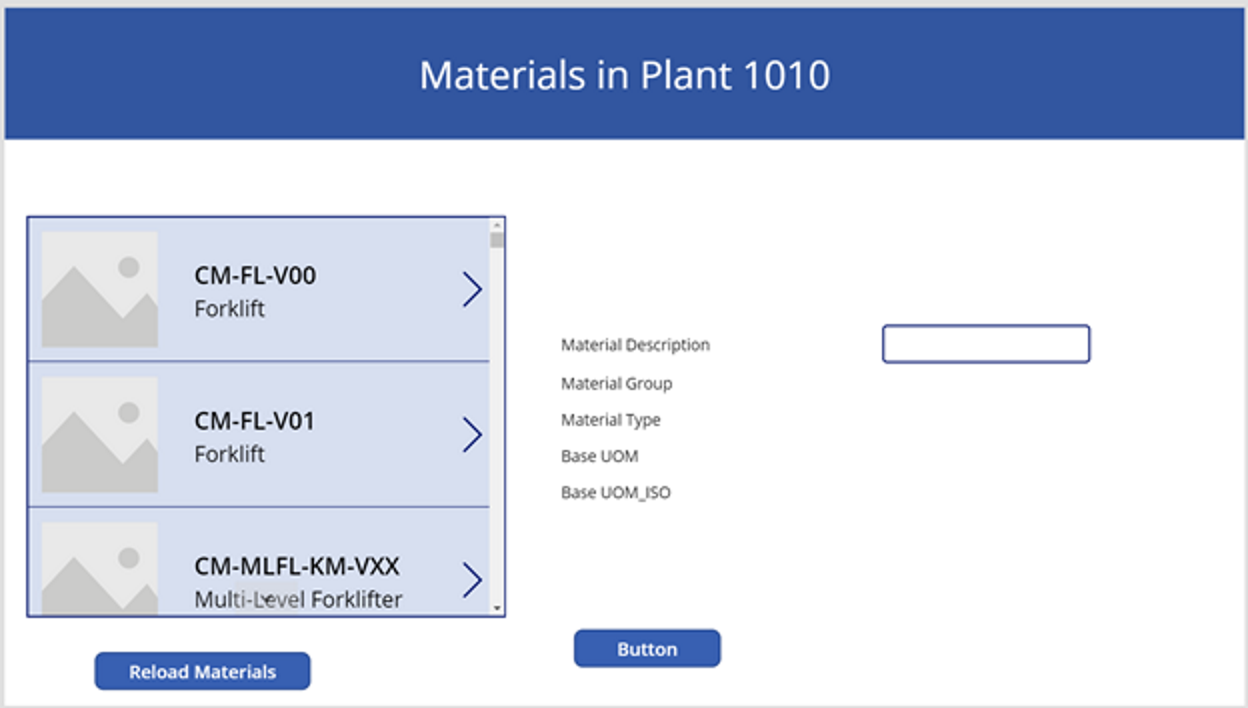 Materials in Plant 1010
CM-FL-V00
Forklift
CM-FL-V01
Forklift
CM-MLFL-KM-VXX
Multi-Level Forklifter
Reload Materials
Material Description
Material Group
Material Type
Base UOM
Base UOM_ISO
Button